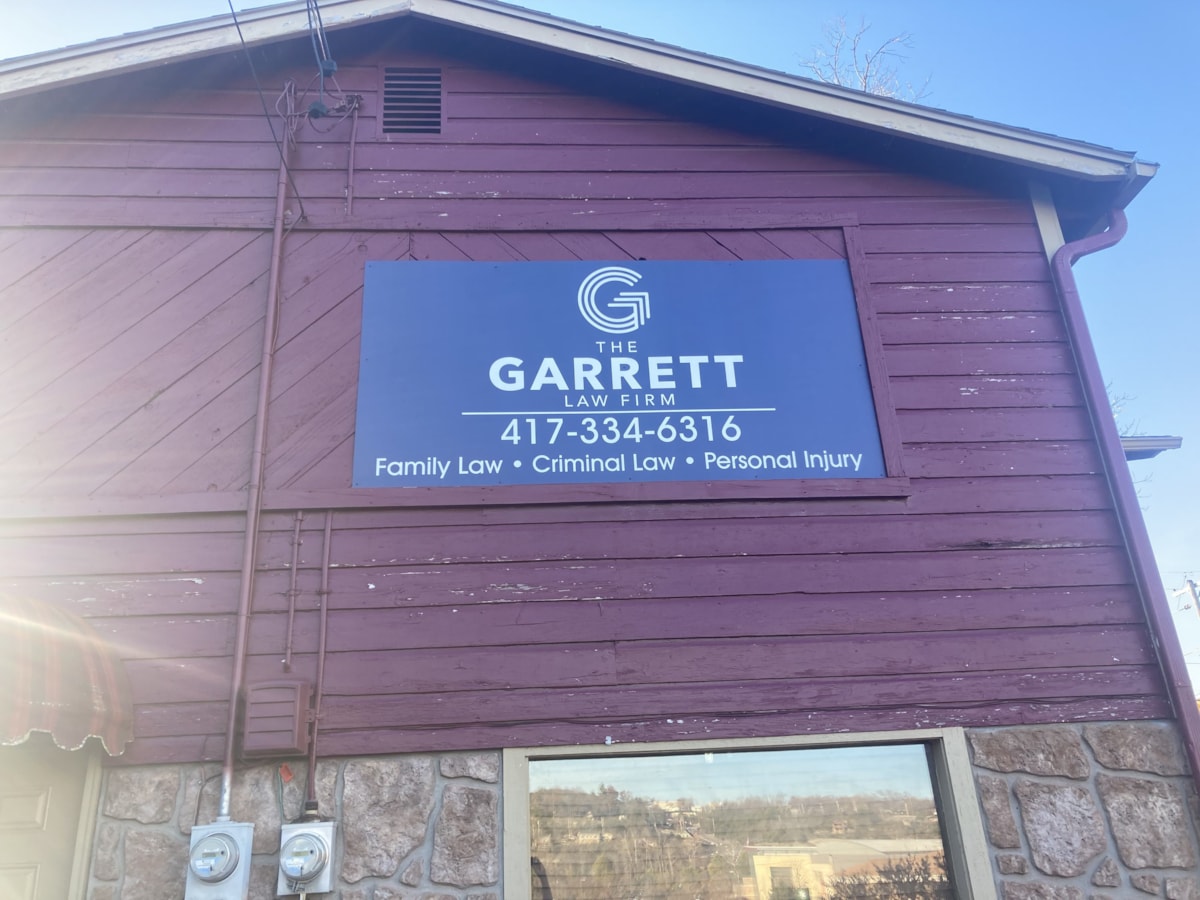 G
THE
GARRETT
LAW FIRM
417-334-6316
Family Law • Criminal Law • Personal Injury